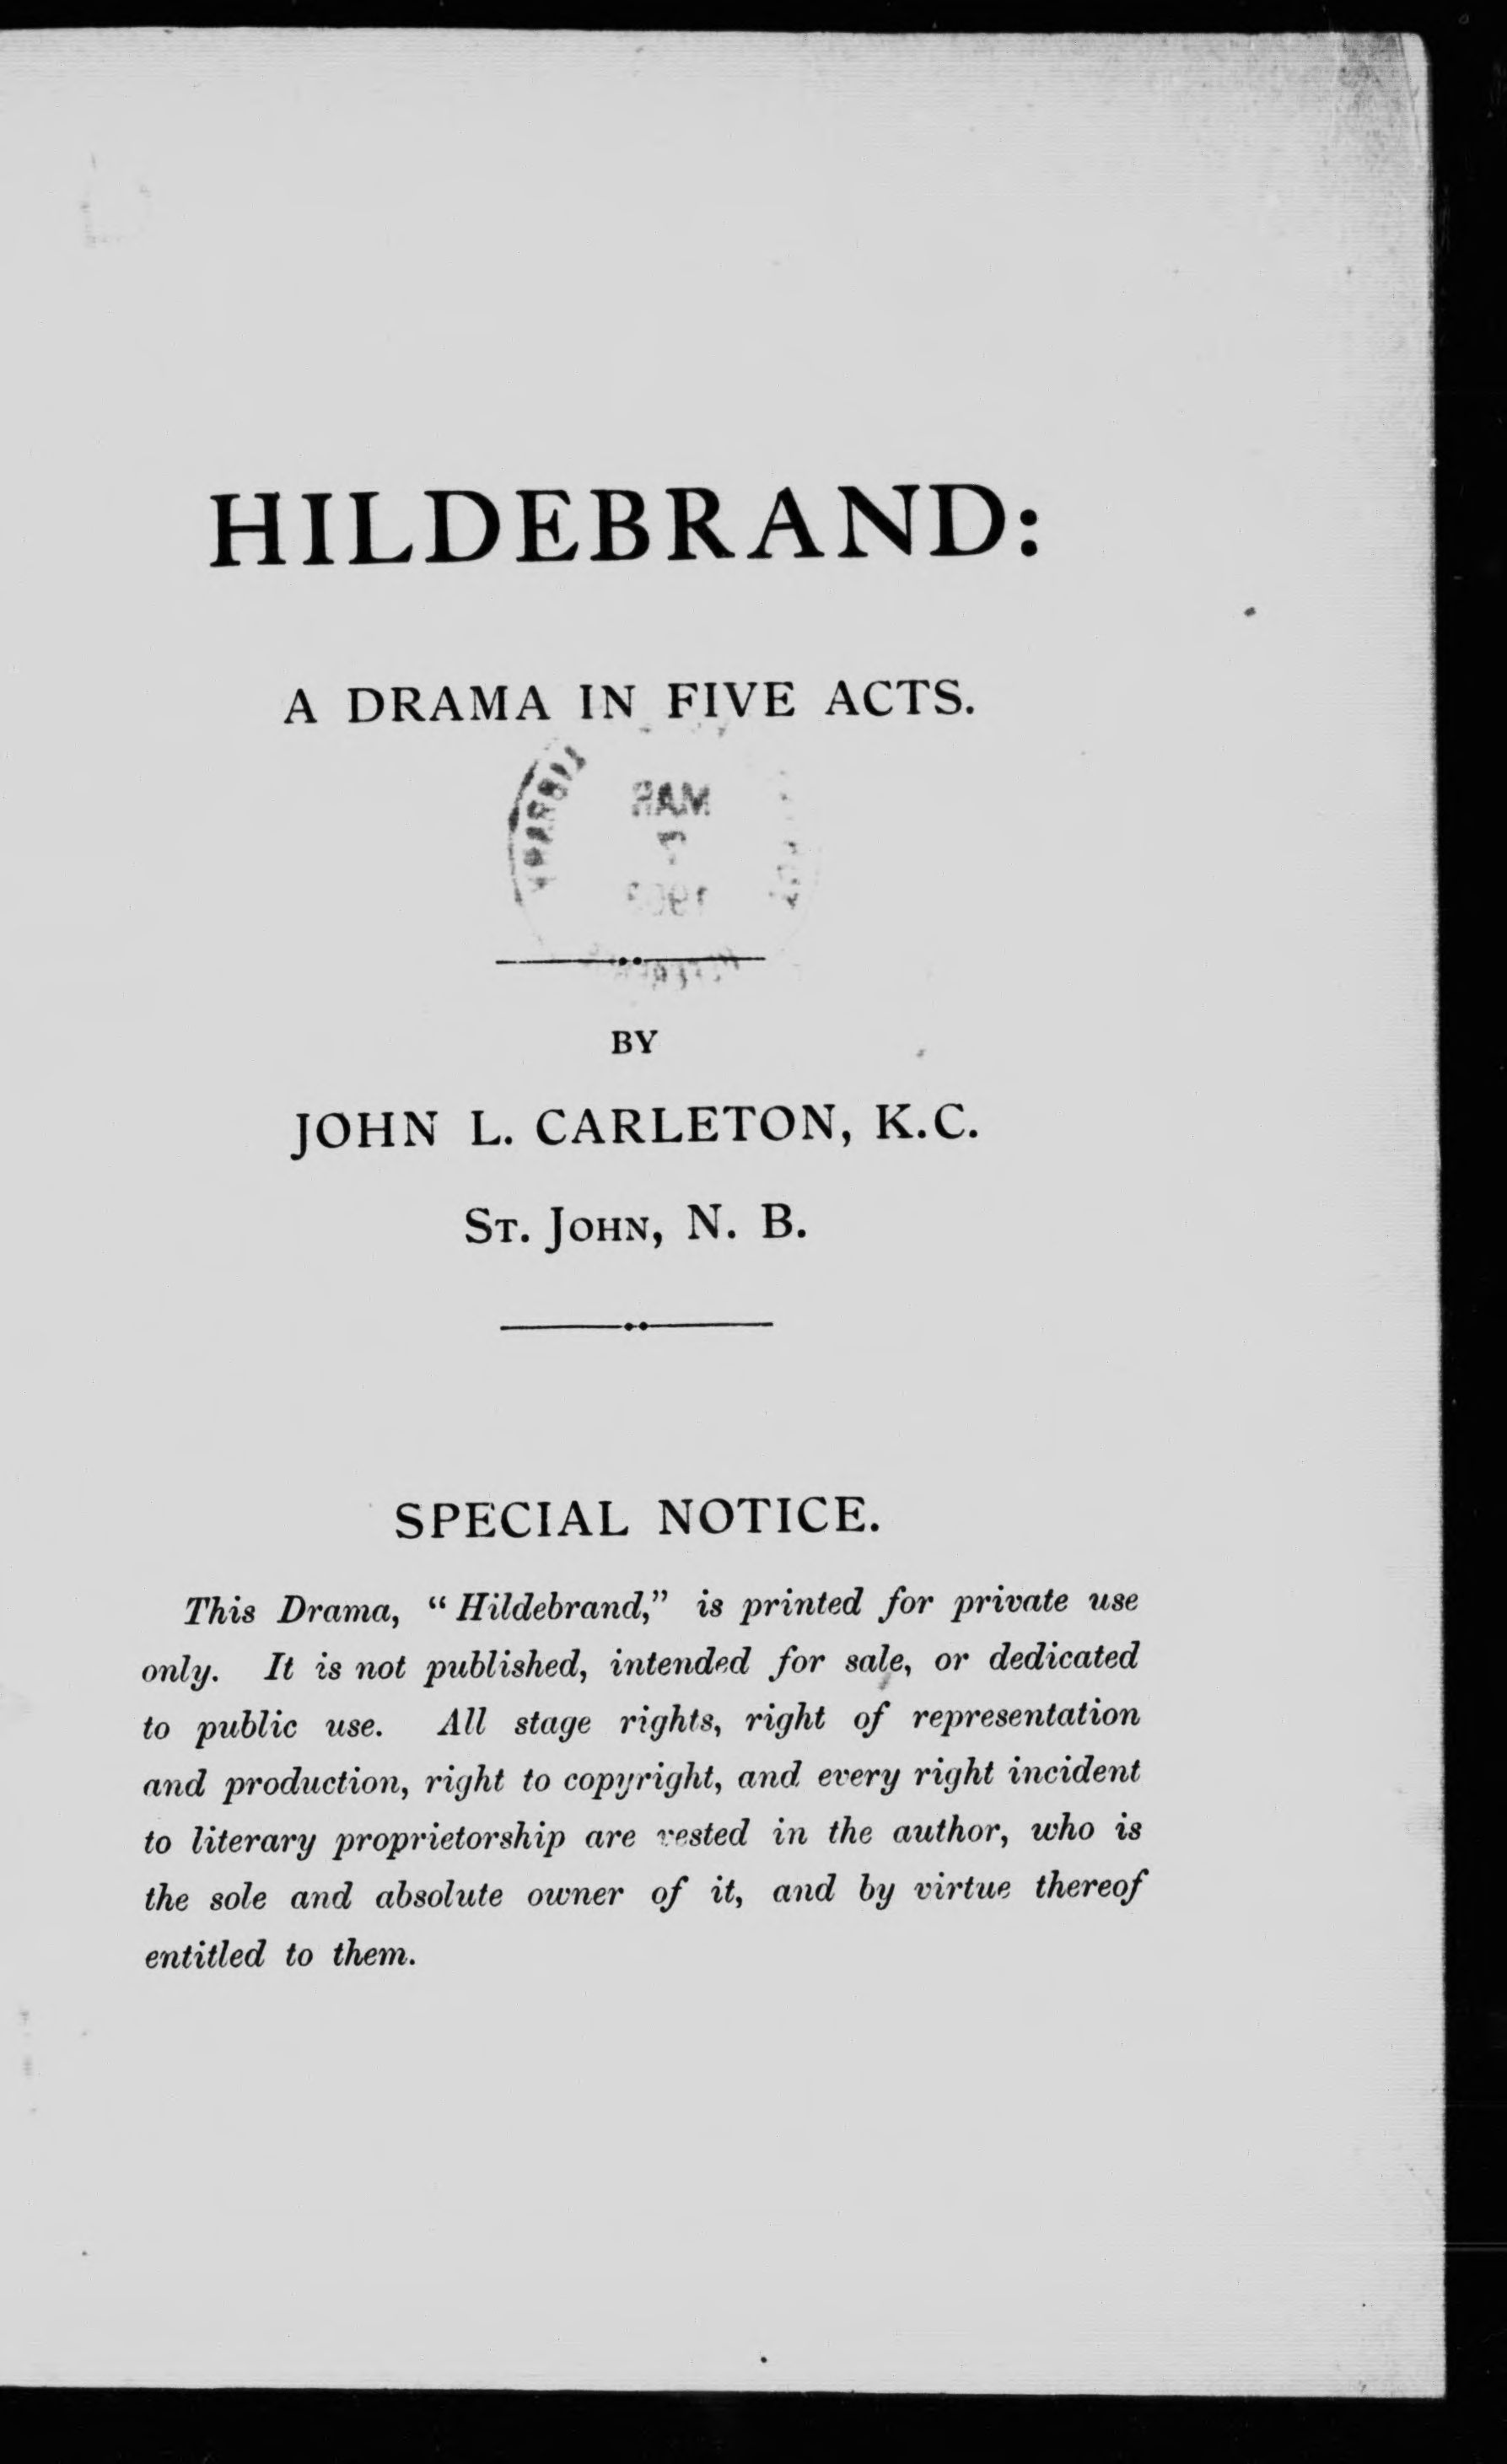 HILDEBRAND:
A DRAMA IN FIVE ACTS.
BY
JOHN L. CARLETON, K.C.
ST. JOHN, N. B.
SPECIAL NOTICE.
This Drama, "Hildebrand," is printed for private use
only. It is not published, intended for sale, or dedicated
to public use. All stage rights, right of representation
and production, right to copyright, and every right incident
to literary proprietorship are vested in the author, who is
the sole and absolute owner of it, and by virtue thereof
entitled to them.